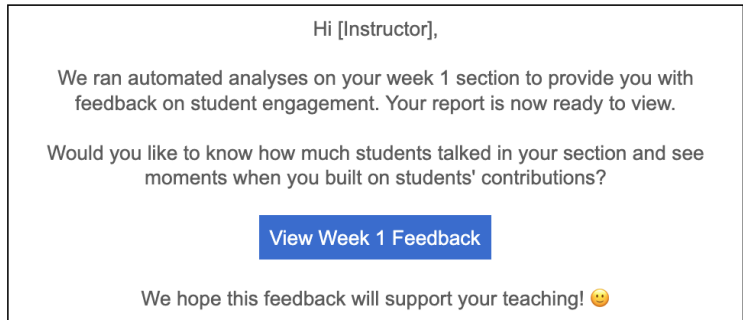 Hi [Instructor],
We ran automated analyses on your week 1 section to provide you with
feedback on student engagement. Your report is now ready to view.
Would you like to know how much students talked in your section and see
moments when you built on students' contributions?
View Week 1 Feedback
We hope this feedback will support your teaching! 🙂